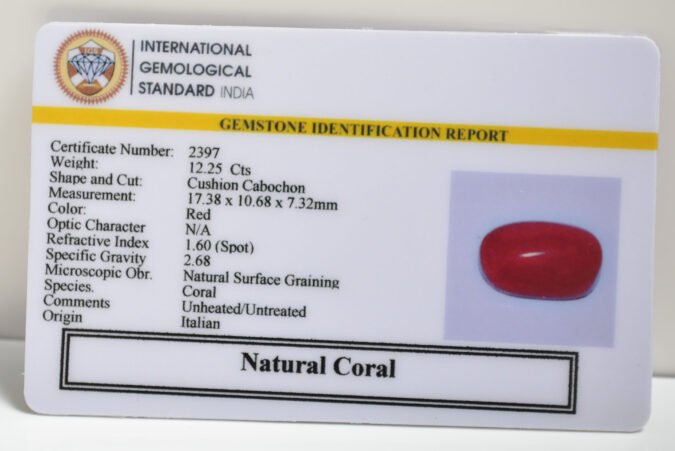 IGS
INTERNATIONAL
GEMOLOGICAL
STANDARD INDIA
GEMSTONE IDENTIFICATION REPORT
Certificate Number: 2397
Weight: 12.25 Cts
Shape and Cut: Cushion Cabochon
Measurement: 17.38 x 10.68 x 7.32mm
Color: Red
Optic Character N/A
Refractive Index 1.60 (Spot)
Specific Gravity 2.68
Microscopic Obr. Natural Surface Graining
Species. Coral
Comments Unheated/Untreated
Origin Italian
Natural Coral